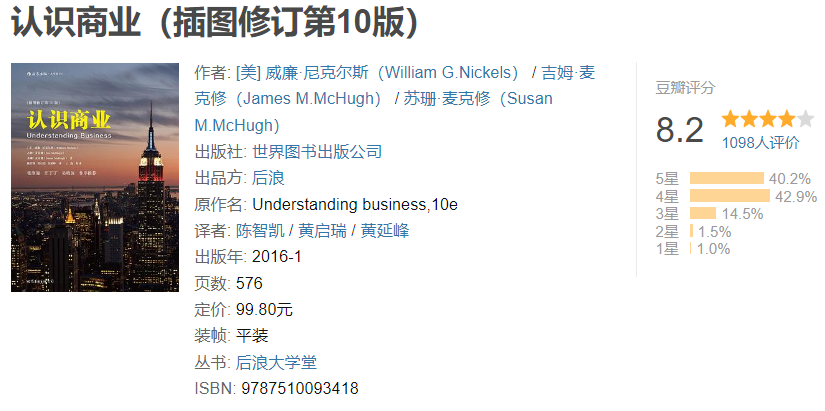 认识商业（插图修订第10版）
认识商业
Understanding Business
作者: [美] 威廉·尼克尔斯（William G.Nickels） / 吉姆·麦
克修（James M.McHugh） / 苏珊·麦克修（Susan
M.McHugh）
出版社: 世界图书出版公司
出品方: 后浪
原作名: Understanding business,10e
译者: 陈智凯 / 黄启瑞 / 黄延峰
出版年: 2016-1
页数: 576
定价: 99.80元
装帧: 平装
丛书: 后浪大学堂
ISBN: 9787510093418
豆瓣评分
8.2
1098人评价
5星 40.2%
4星 42.9%
3星 14.5%
2星 1.5%
1星 1.0%